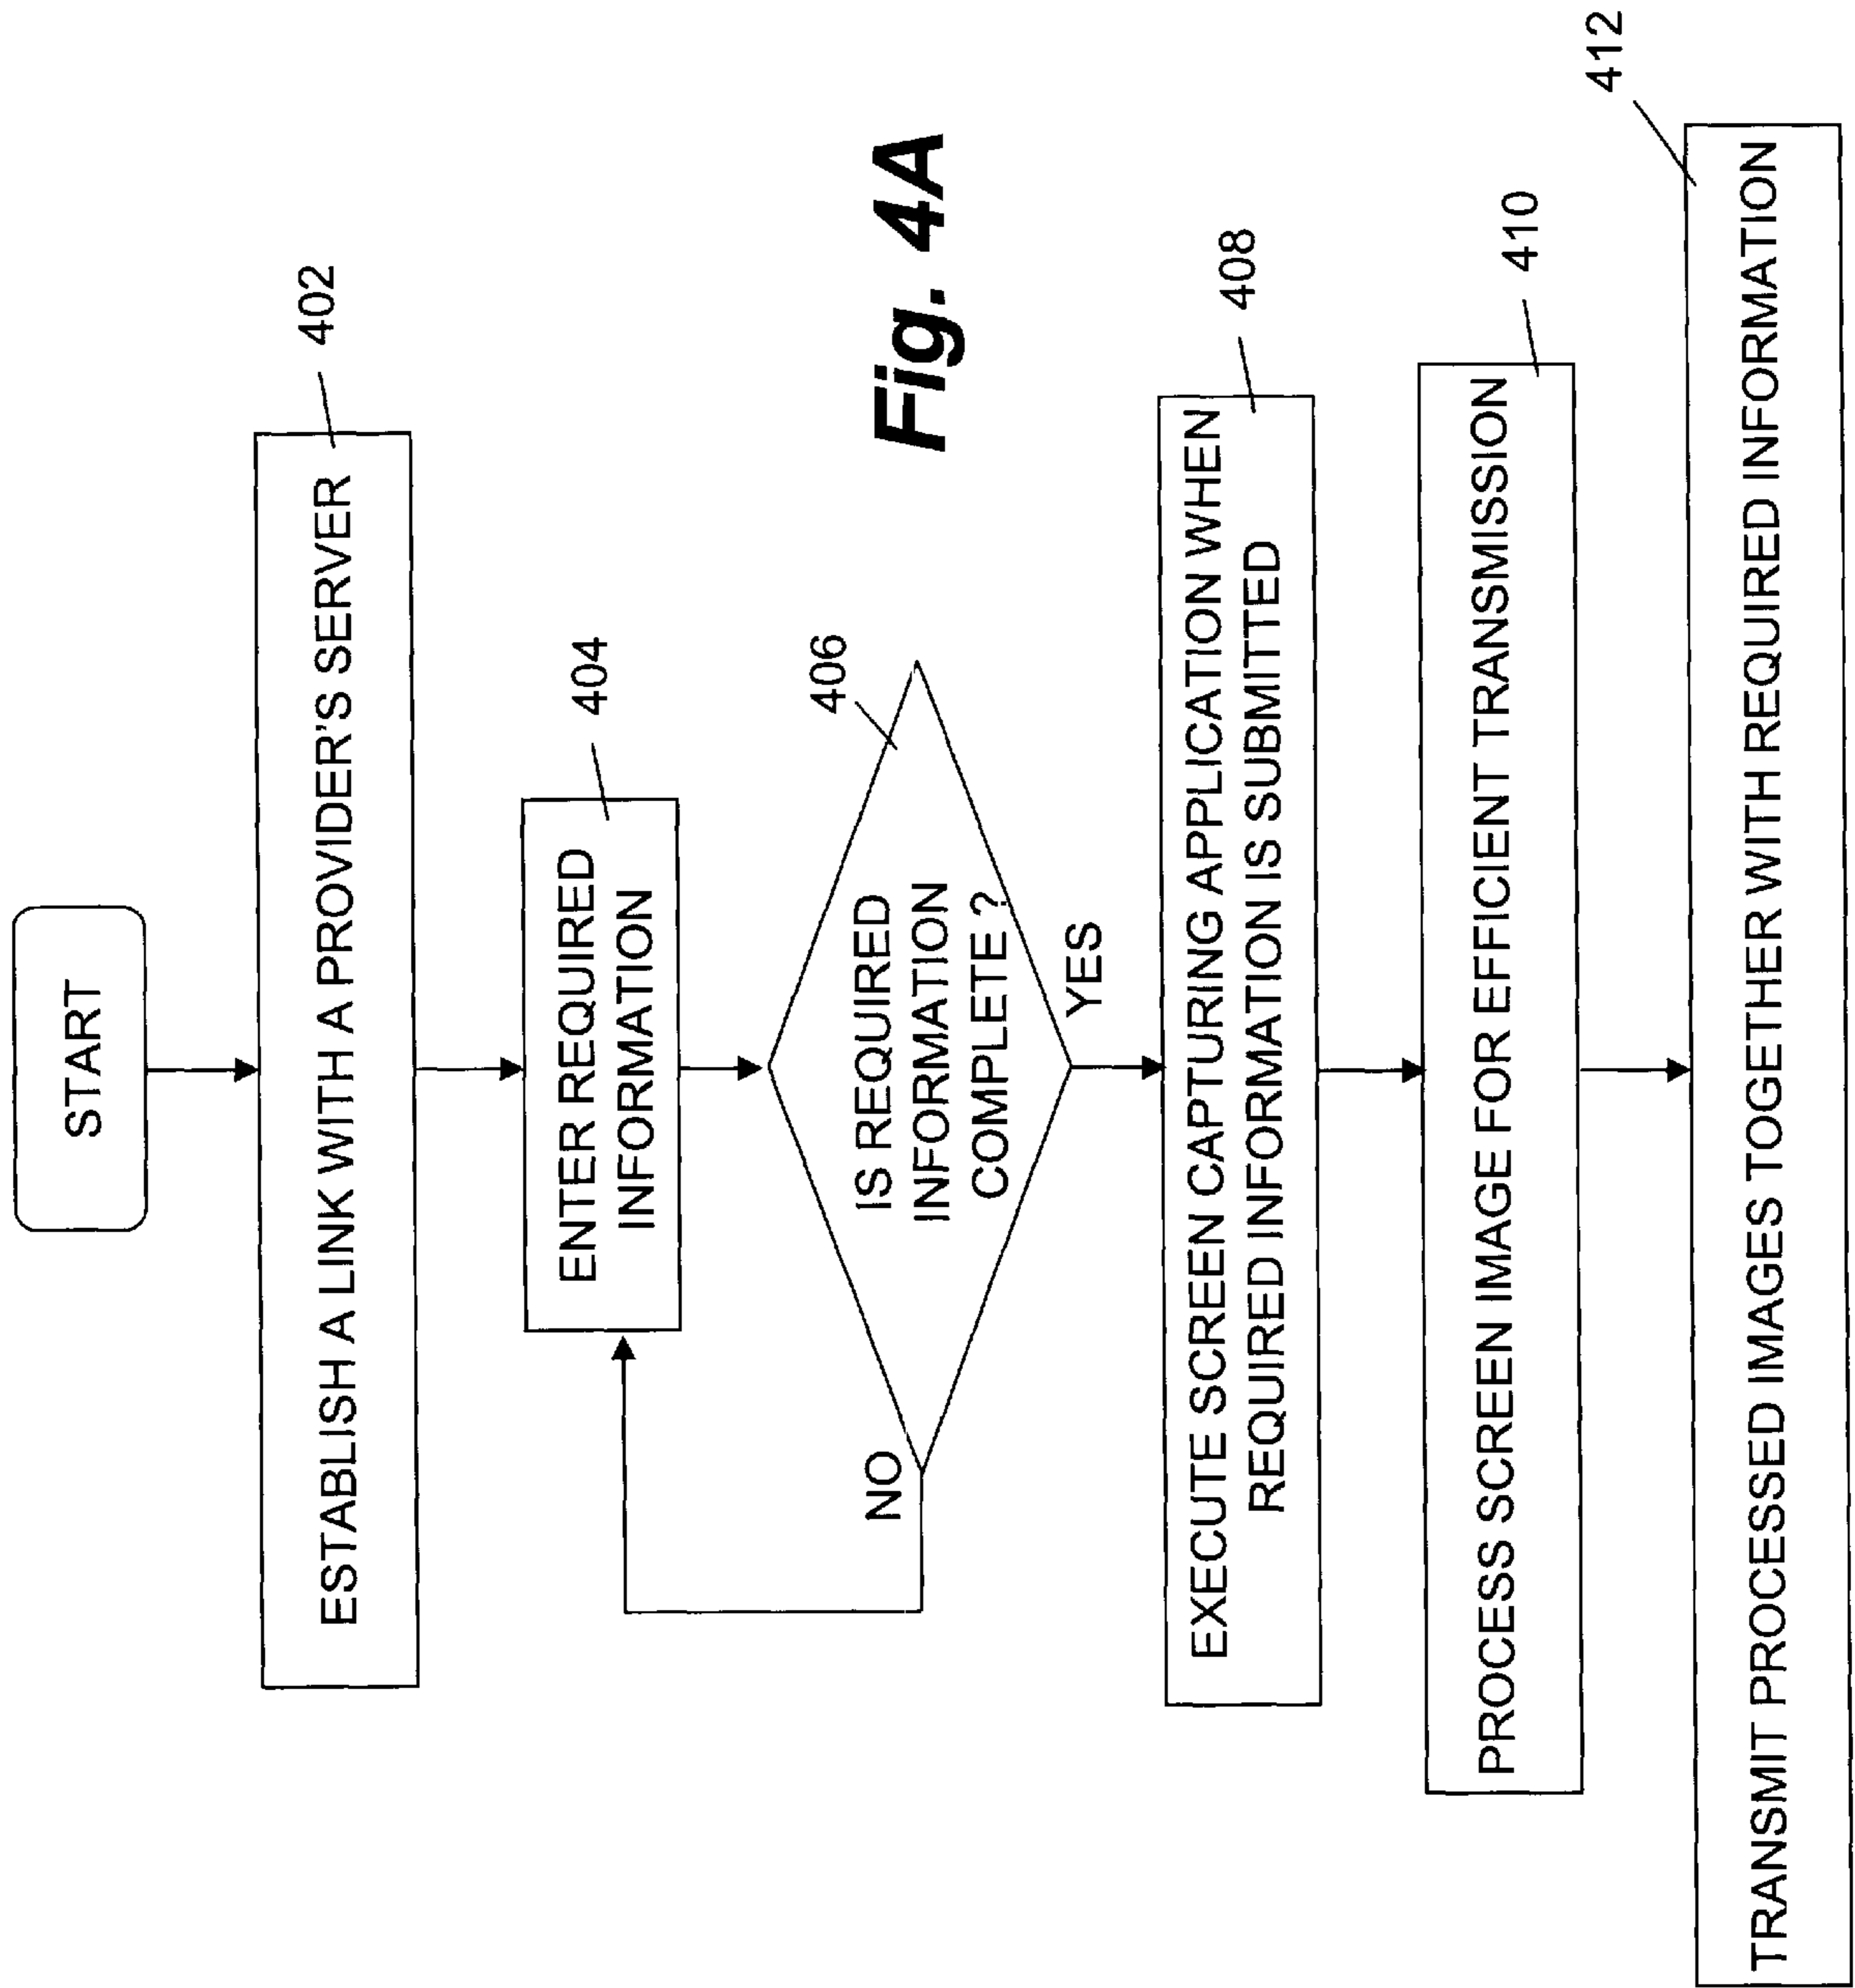 START
402
ESTABLISH A LINK WITH A PROVIDER'S SERVER
404
ENTER REQUIRED
INFORMATION
406
IS REQUIRED
INFORMATION
COMPLETE ?
NO
YES
Fig. 4A
408
EXECUTE SCREEN CAPTURING APPLICATION WHEN
REQUIRED INFORMATION IS SUBMITTED
410
PROCESS SCREEN IMAGE FOR EFFICIENT TRANSMISSION
412
TRANSMIT PROCESSED IMAGES TOGETHER WITH REQUIRED INFORMATION